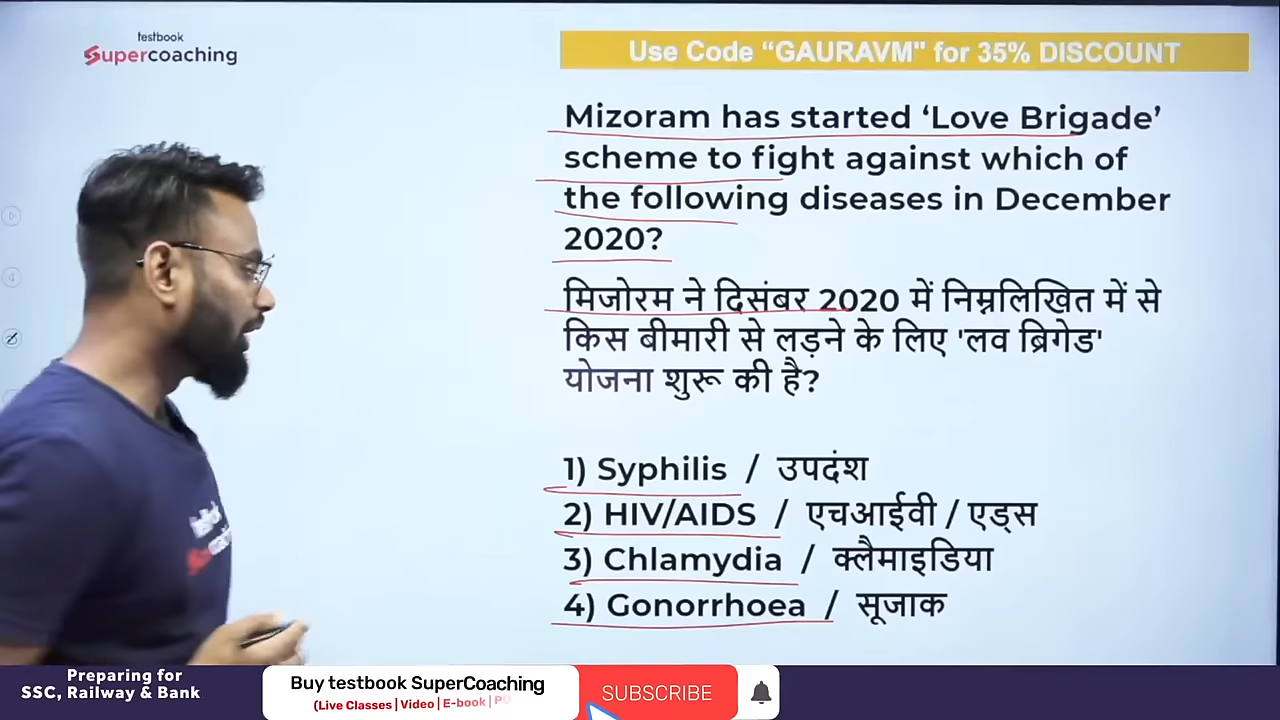 testbook
Supercoaching
Use Code “GAURAVM" for 35% DISCOUNT
Mizoram has started ‘Love Brigade’
scheme to fight against which of
the following diseases in December
2020?
मिजोरम ने दिसंबर 2020 में निम्नलिखित में से
किस बीमारी से लड़ने के लिए 'लव ब्रिगेड'
योजना शुरू की है?
1) Syphilis / उपदंश
2) HIV/AIDS / एचआईवी / एड्स
3) Chlamydia / क्लैमाइडिया
4) Gonorrhoea / सूजाक
Preparing for
SSC, Railway & Bank
Buy testbook SuperCoaching
(Live Classes | Video | E-book |
SUBSCRIBE